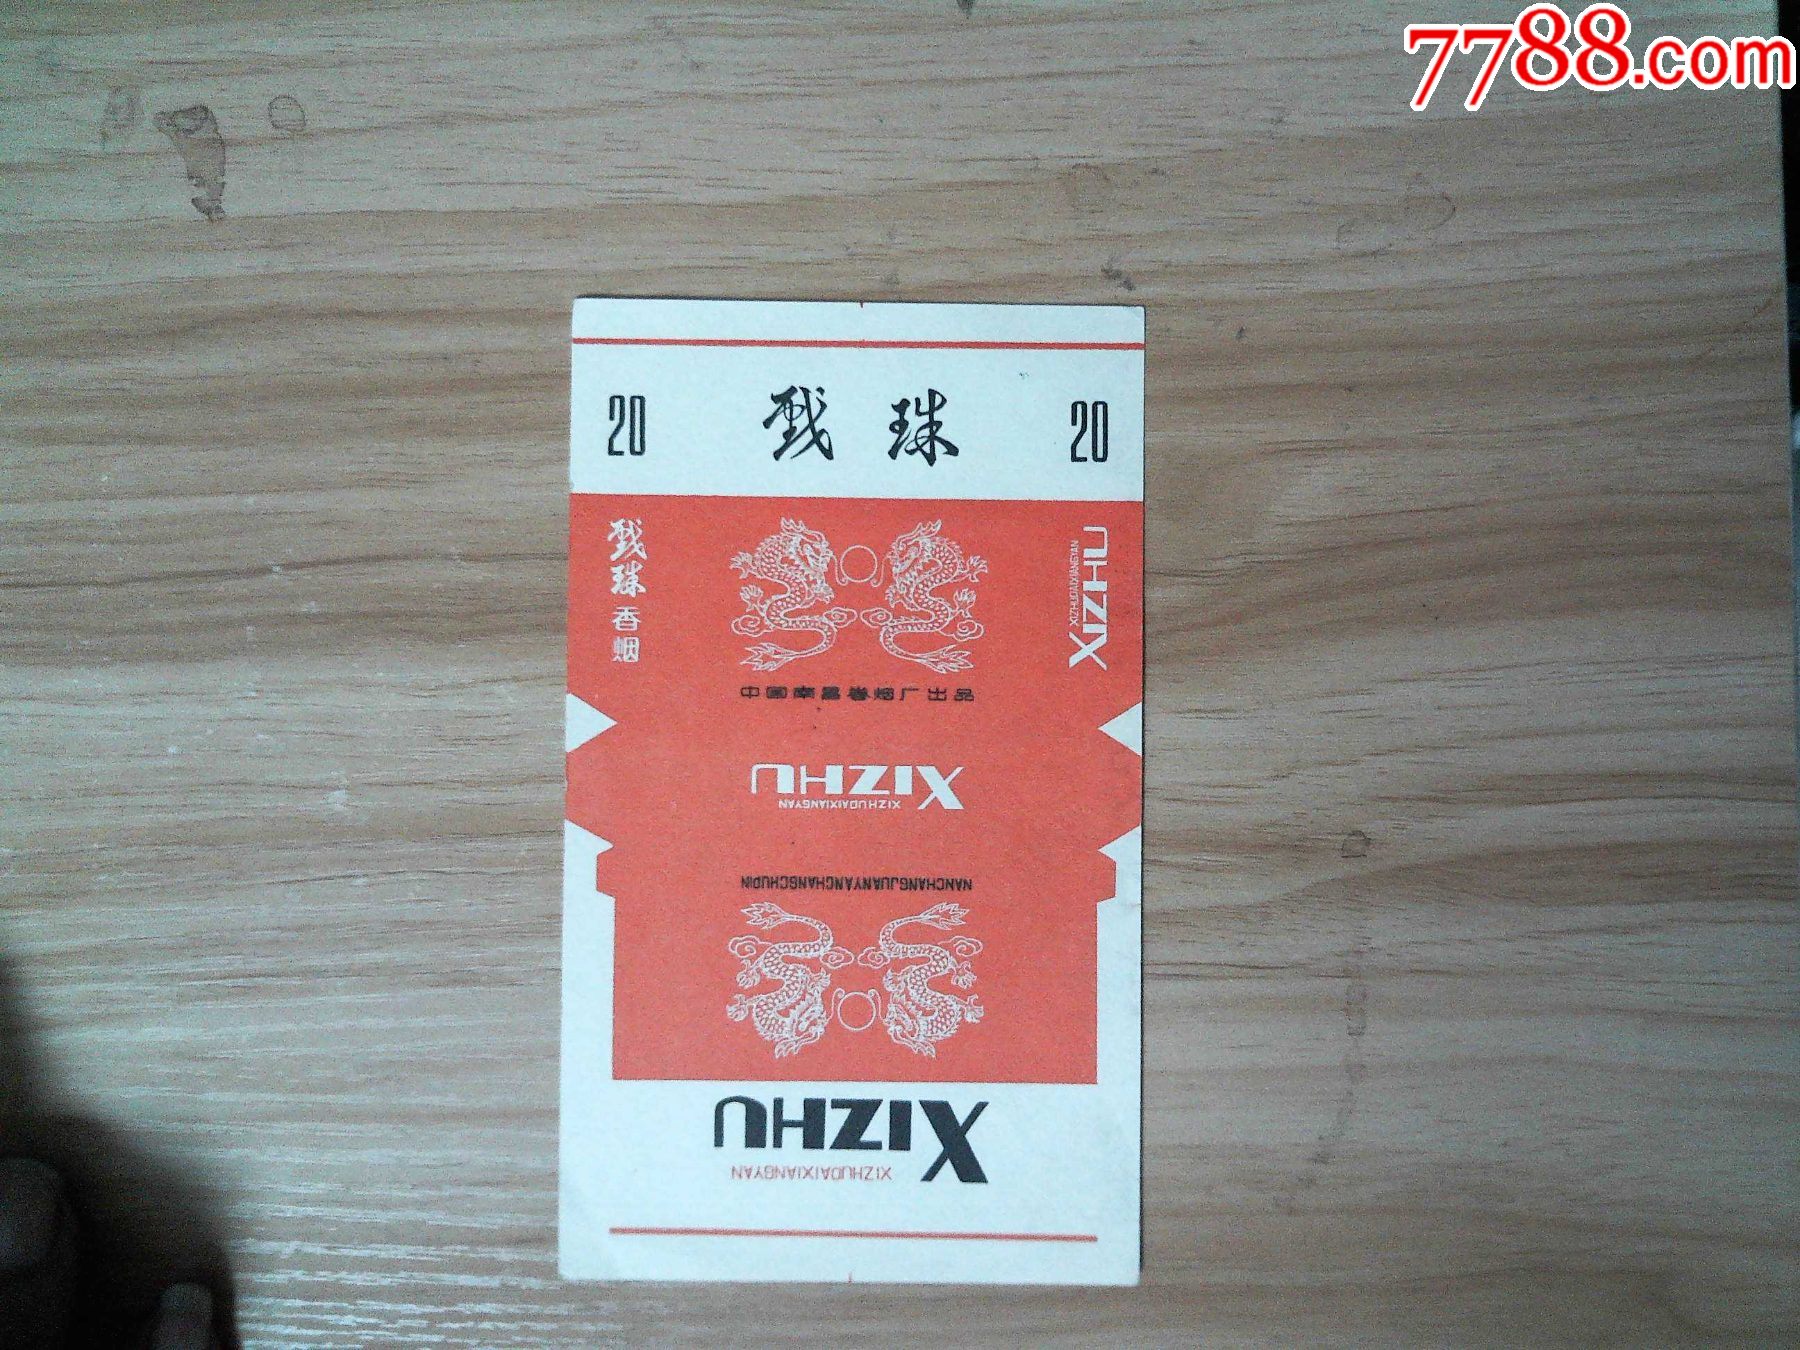 7788.com
20 戏珠 20
戏珠香烟
XIZHU
XIZHUDAIXIANGYAN
中国南昌卷烟厂出品
XIZHU
XIZHUDAIXIANGYAN
NANCHANGJUANYANCHANGCHUPIN
XIZHU
XIZHUDAIXIANGYAN